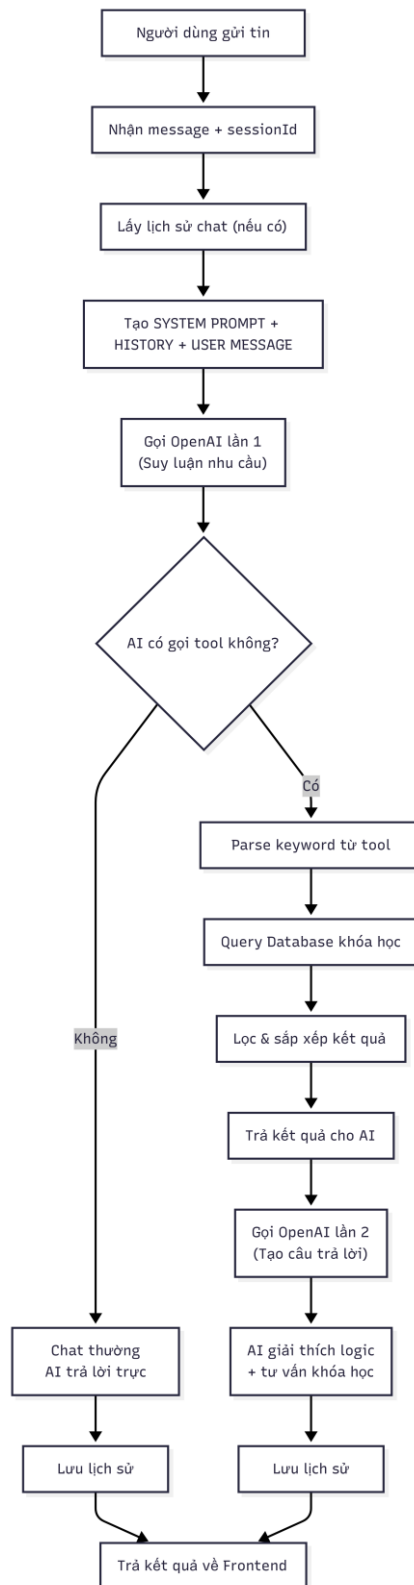 Người dùng gửi tin
Nhận message + sessionId
Lấy lịch sử chat (nếu có)
Tạo SYSTEM PROMPT +
HISTORY + USER MESSAGE
Gọi OpenAI lần 1
(Suy luận nhu cầu)
AI có gọi tool không?
Có
Parse keyword từ tool
Query Database khóa học
Lọc & sắp xếp kết quả
Không
Trả kết quả cho AI
Gọi OpenAI lần 2
(Tạo câu trả lời)
Chat thường
AI trả lời trực
AI giải thích logic
+ tư vấn khóa học
Lưu lịch sử
Lưu lịch sử
Trả kết quả về Frontend